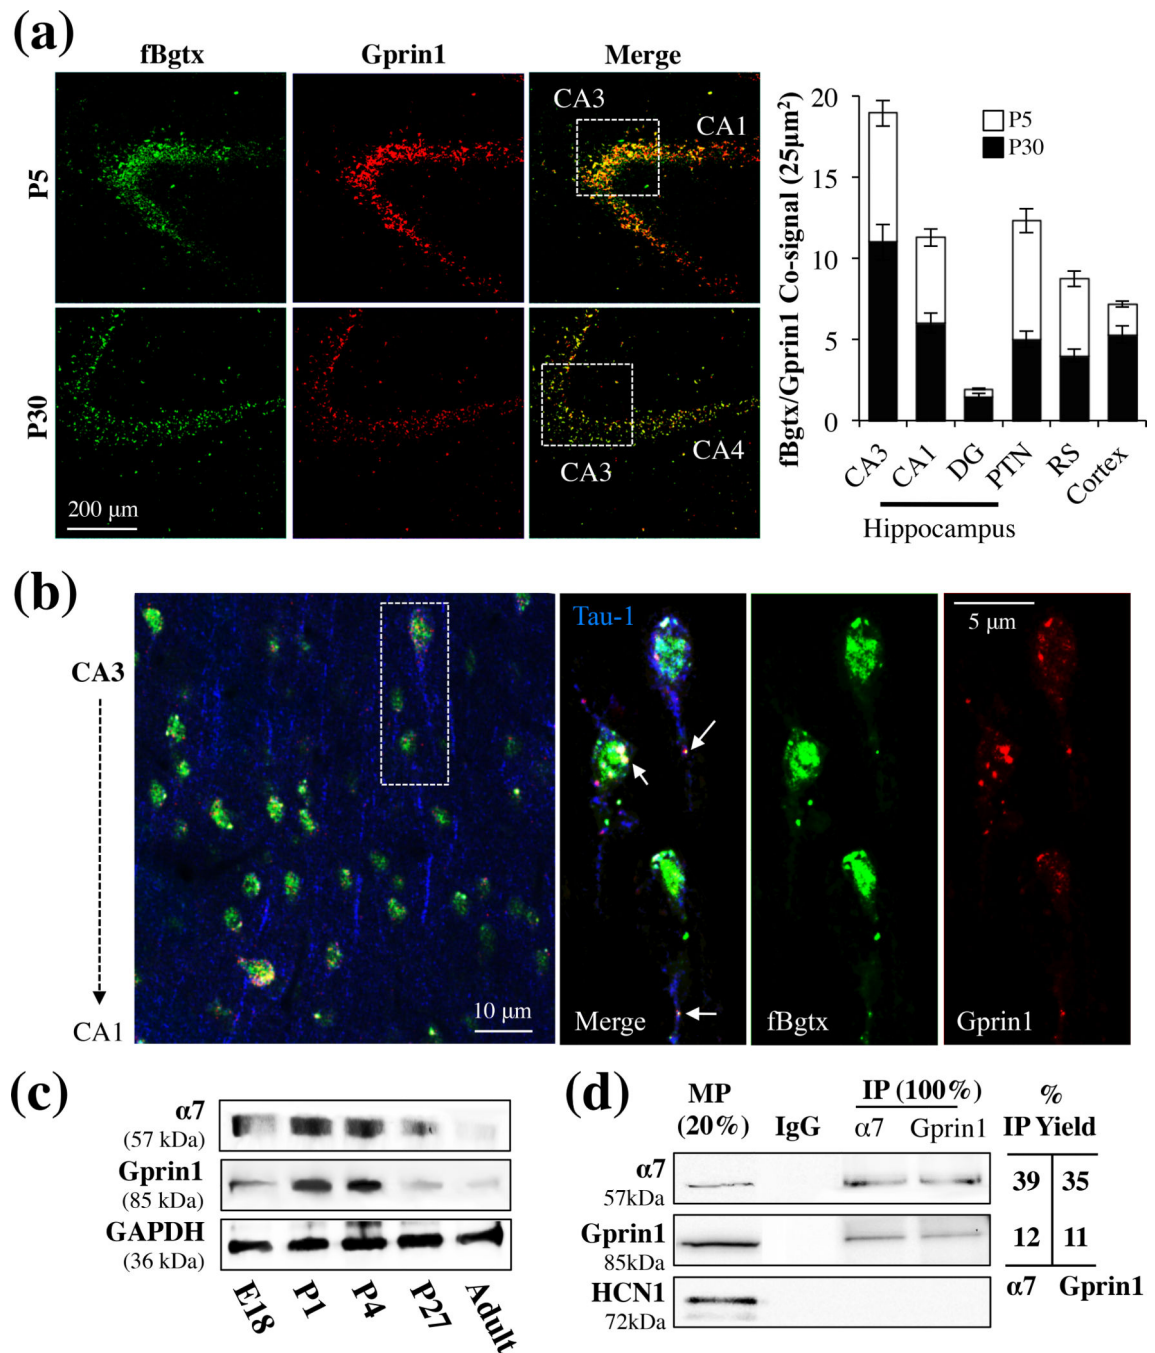 (a)
fBgtx Gprin1 Merge
P5
CA3
CA1
P30
CA4
CA3
200 μm
fBgtx/Gprin1 Co-signal (25μm²)
20
15
10
5
0
P5
P30
CA3 CA1 DG PTN RS Cortex
Hippocampus
(b)
CA3
CA1
10 μm
Tau-1
Merge
fBgtx
5 μm
Gprin1
(c)
α7
(57 kDa)
Gprin1
(85 kDa)
GAPDH
(36 kDa)
E18 P1 P4 P27 Adult
(d)
MP
(20%)
IgG
IP (100%)
α7 Gprin1
%
IP Yield
α7
57kDa
39 35
Gprin1
85kDa
12 11
HCN1
72kDa
α7 Gprin1